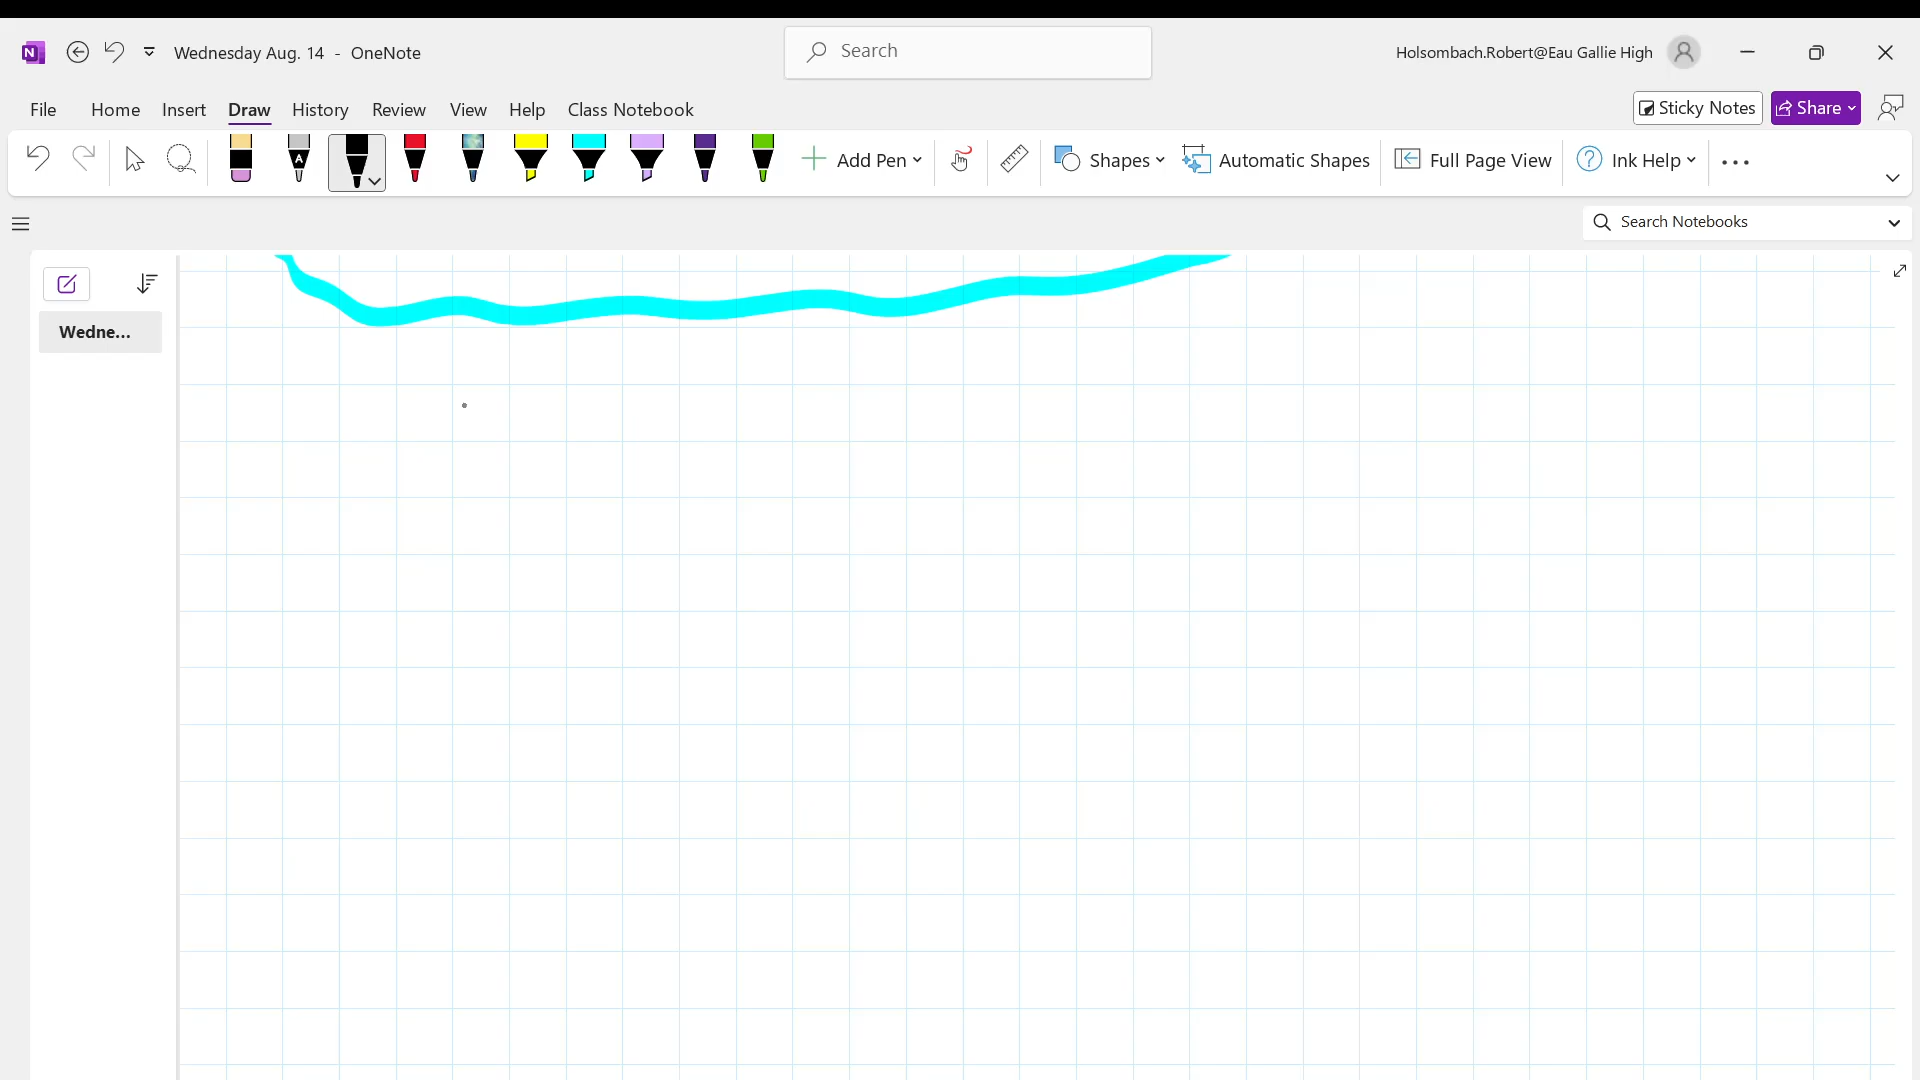 N
Wednesday Aug. 14 - OneNote
Search
Holsombach.Robert@Eau Gallie High
File Home Insert Draw History Review View Help Class Notebook
Sticky Notes
Share
A
Add Pen
Shapes
Automatic Shapes
Full Page View
Ink Help
Search Notebooks
Wedne...